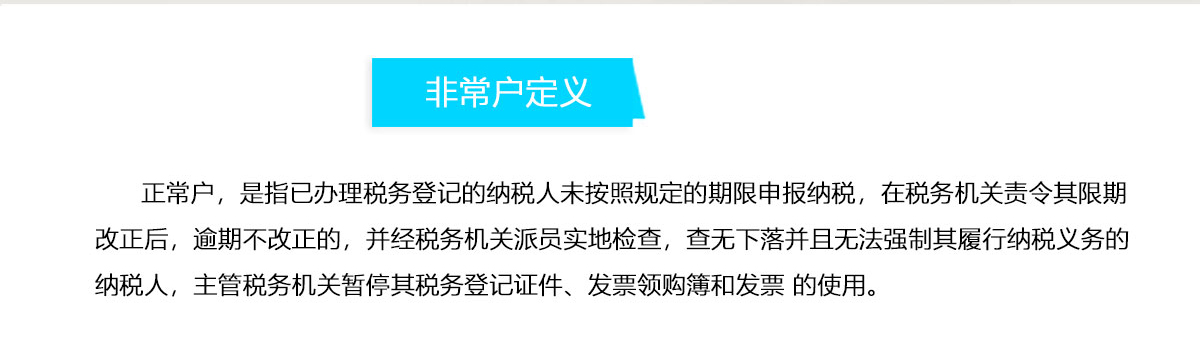 非常户定义
正常户，是指已办理税务登记的纳税人未按照规定的期限申报纳税，在税务机关责令其限期
改正后，逾期不改正的，并经税务机关派员实地检查，查无下落并且无法强制其履行纳税义务的
纳税人，主管税务机关暂停其税务登记证件、发票领购簿和发票 的使用。